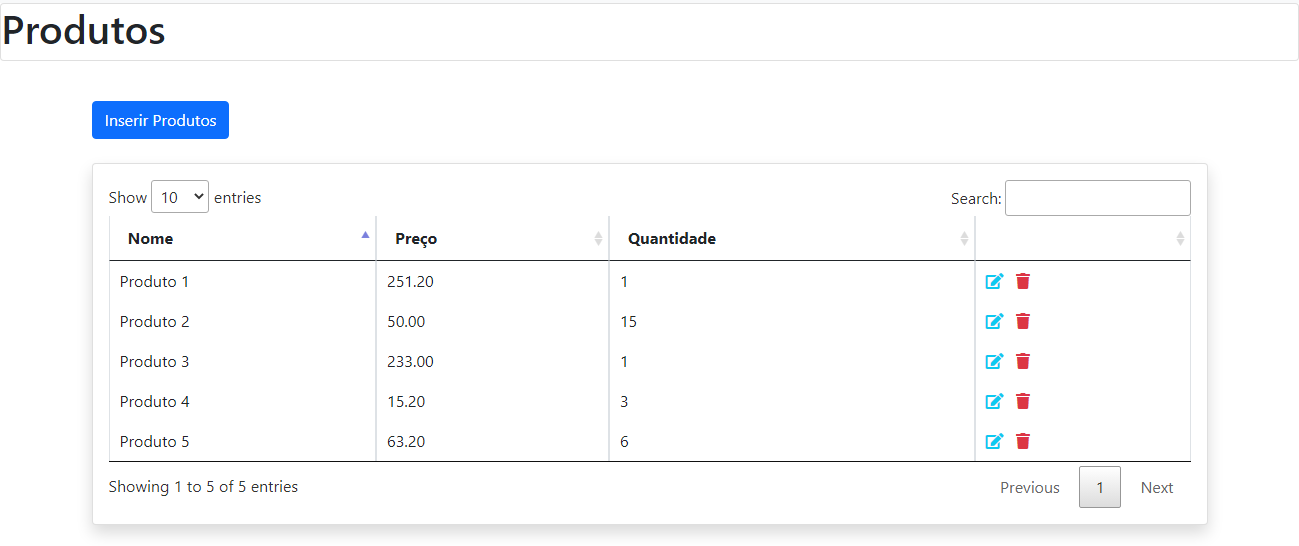 Produtos
Inserir Produtos
Show 10 entries Search:
Nome Preço Quantidade
Produto 1 251.20 1
Produto 2 50.00 15
Produto 3 233.00 1
Produto 4 15.20 3
Produto 5 63.20 6
Showing 1 to 5 of 5 entries Previous 1 Next